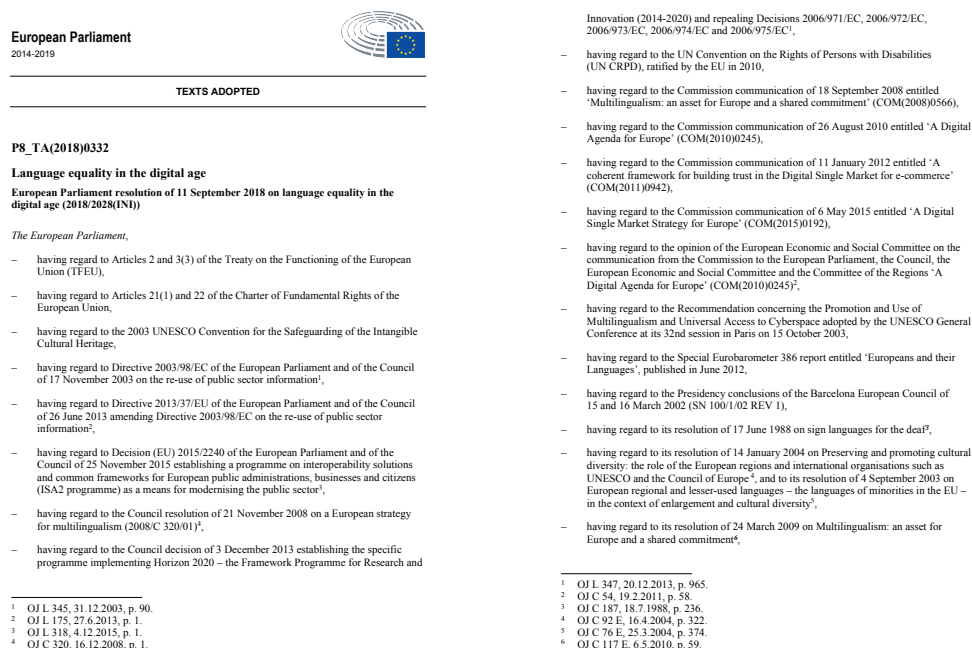 European Parliament
2014-2019
TEXTS ADOPTED
P8_TA(2018)0332
Language equality in the digital age
European Parliament resolution of 11 September 2018 on language equality in the
digital age (2018/2028(INI))
The European Parliament,
– having regard to Articles 2 and 3(3) of the Treaty on the Functioning of the European
Union (TFEU),
– having regard to Articles 21(1) and 22 of the Charter of Fundamental Rights of the
European Union,
– having regard to the 2003 UNESCO Convention for the Safeguarding of the Intangible
Cultural Heritage,
– having regard to Directive 2003/98/EC of the European Parliament and of the Council
of 17 November 2003 on the re-use of public sector information¹,
– having regard to Directive 2013/37/EU of the European Parliament and of the Council
of 26 June 2013 amending Directive 2003/98/EC on the re-use of public sector
information²,
– having regard to Decision (EU) 2015/2240 of the European Parliament and of the
Council of 25 November 2015 establishing a programme on interoperability solutions
and common frameworks for European public administrations, businesses and citizens
(ISA2 programme) as a means for modernising the public sector³,
– having regard to the Council resolution of 21 November 2008 on a European strategy
for multilingualism (2008/C 320/01)⁴,
– having regard to the Council decision of 3 December 2013 establishing the specific
programme implementing Horizon 2020 – the Framework Programme for Research and
¹ OJ L 345, 31.12.2003, p. 90.
² OJ L 175, 27.6.2013, p. 1.
³ OJ L 318, 4.12.2015, p. 1.
⁴ OJ C 320, 16.12.2008, p. 1.
Innovation (2014-2020) and repealing Decisions 2006/971/EC, 2006/972/EC,
2006/973/EC, 2006/974/EC and 2006/975/EC¹,
– having regard to the UN Convention on the Rights of Persons with Disabilities
(UN CRPD), ratified by the EU in 2010,
– having regard to the Commission communication of 18 September 2008 entitled
‘Multilingualism: an asset for Europe and a shared commitment’ (COM(2008)0566),
– having regard to the Commission communication of 26 August 2010 entitled ‘A Digital
Agenda for Europe’ (COM(2010)0245),
– having regard to the Commission communication of 11 January 2012 entitled ‘A
coherent framework for building trust in the Digital Single Market for e-commerce’
(COM(2011)0942),
– having regard to the Commission communication of 6 May 2015 entitled ‘A Digital
Single Market Strategy for Europe’ (COM(2015)0192),
– having regard to the opinion of the European Economic and Social Committee on the
communication from the Commission to the European Parliament, the Council, the
European Economic and Social Committee and the Committee of the Regions ‘A
Digital Agenda for Europe’ (COM(2010)0245)²,
– having regard to the Recommendation concerning the Promotion and Use of
Multilingualism and Universal Access to Cyberspace adopted by the UNESCO General
Conference at its 32nd session in Paris on 15 October 2003,
– having regard to the Special Eurobarometer 386 report entitled ‘Europeans and their
Languages’, published in June 2012,
– having regard to the Presidency conclusions of the Barcelona European Council of
15 and 16 March 2002 (SN 100/1/02 REV 1),
– having regard to its resolution of 17 June 1988 on sign languages for the deaf³,
– having regard to its resolution of 14 January 2004 on Preserving and promoting cultural
diversity: the role of the European regions and international organisations such as
UNESCO and the Council of Europe⁴, and to its resolution of 4 September 2003 on
European regional and lesser-used languages – the languages of minorities in the EU –
in the context of enlargement and cultural diversity⁵,
– having regard to its resolution of 24 March 2009 on Multilingualism: an asset for
Europe and a shared commitment⁶,
¹ OJ L 347, 20.12.2013, p. 965.
² OJ C 54, 19.2.2011, p. 58.
³ OJ C 187, 18.7.1988, p. 236.
⁴ OJ C 92 E, 16.4.2004, p. 322.
⁵ OJ C 76 E, 25.3.2004, p. 374.
⁶ OJ C 117 E, 6.5.2010, p. 59.